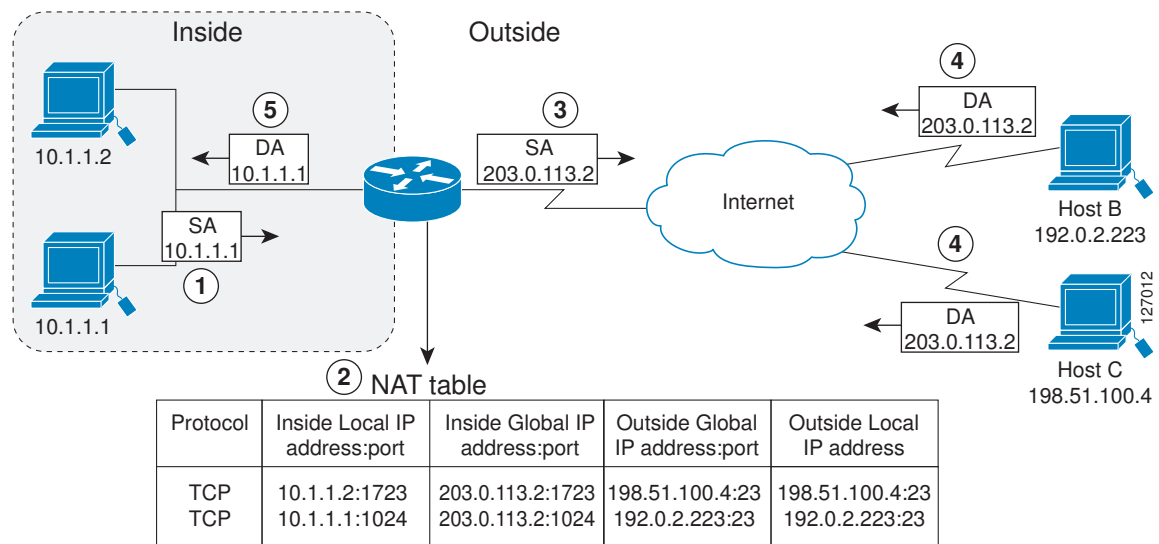 Inside
Outside
10.1.1.2
5
DA
10.1.1.1
3
SA
203.0.113.2
4
DA
203.0.113.2
Internet
Host B
192.0.2.223
SA
10.1.1.1
1
10.1.1.1
4
DA
203.0.113.2
127012
Host C
198.51.100.4
2 NAT table
Protocol
Inside Local IP
address:port
Inside Global IP
address:port
Outside Global
IP address:port
Outside Local
IP address
TCP 10.1.1.2:1723 203.0.113.2:1723 198.51.100.4:23 198.51.100.4:23
TCP 10.1.1.1:1024 203.0.113.2:1024 192.0.2.223:23 192.0.2.223:23